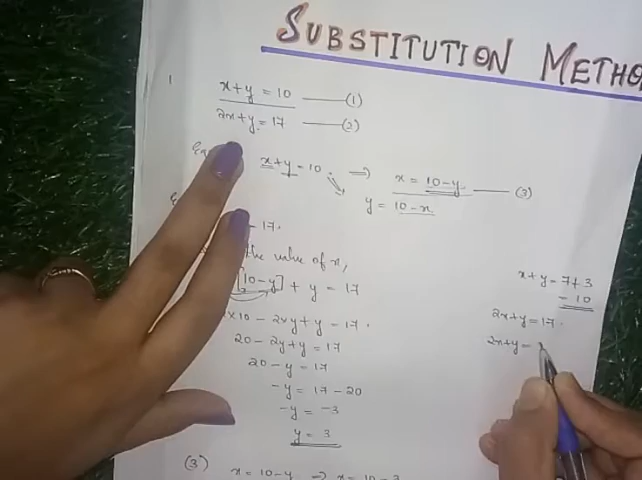 SUBSTITUTION METHO
1
x+y = 10 —— (1)
2x+y = 17 —— (2)
x+y = 10. ⇒ x = 10-y —— (3)
y = 10-x.
- 17.
the value of x,
[10-y] + y = 17
x10 - 2xy + y = 17.
20 - 2y + y = 17
20 - y = 17
-y = 17 - 20
-y = -3
y = 3
(3) x = 10-y ⇒ x = 10-3
x+y = 7+3
= 10
2x+y = 17.
2x+y =